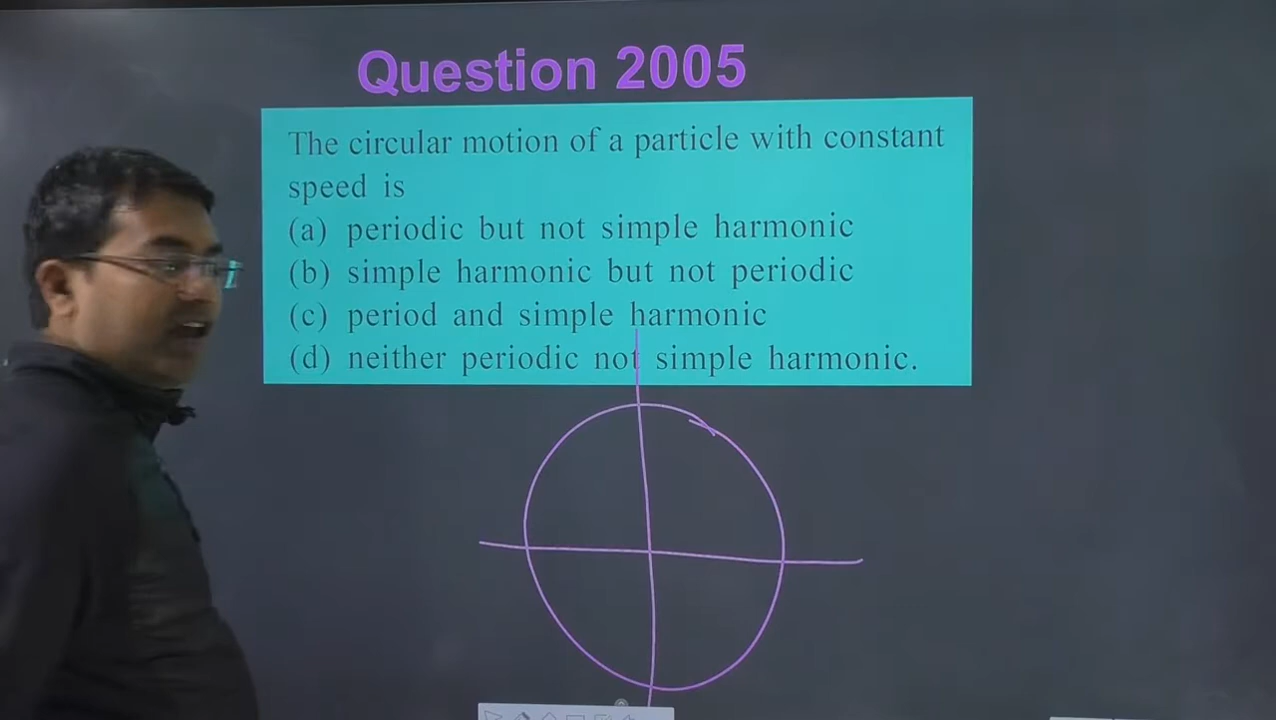 Question 2005
The circular motion of a particle with constant
speed is
(a) periodic but not simple harmonic
(b) simple harmonic but not periodic
(c) period and simple harmonic
(d) neither periodic not simple harmonic.